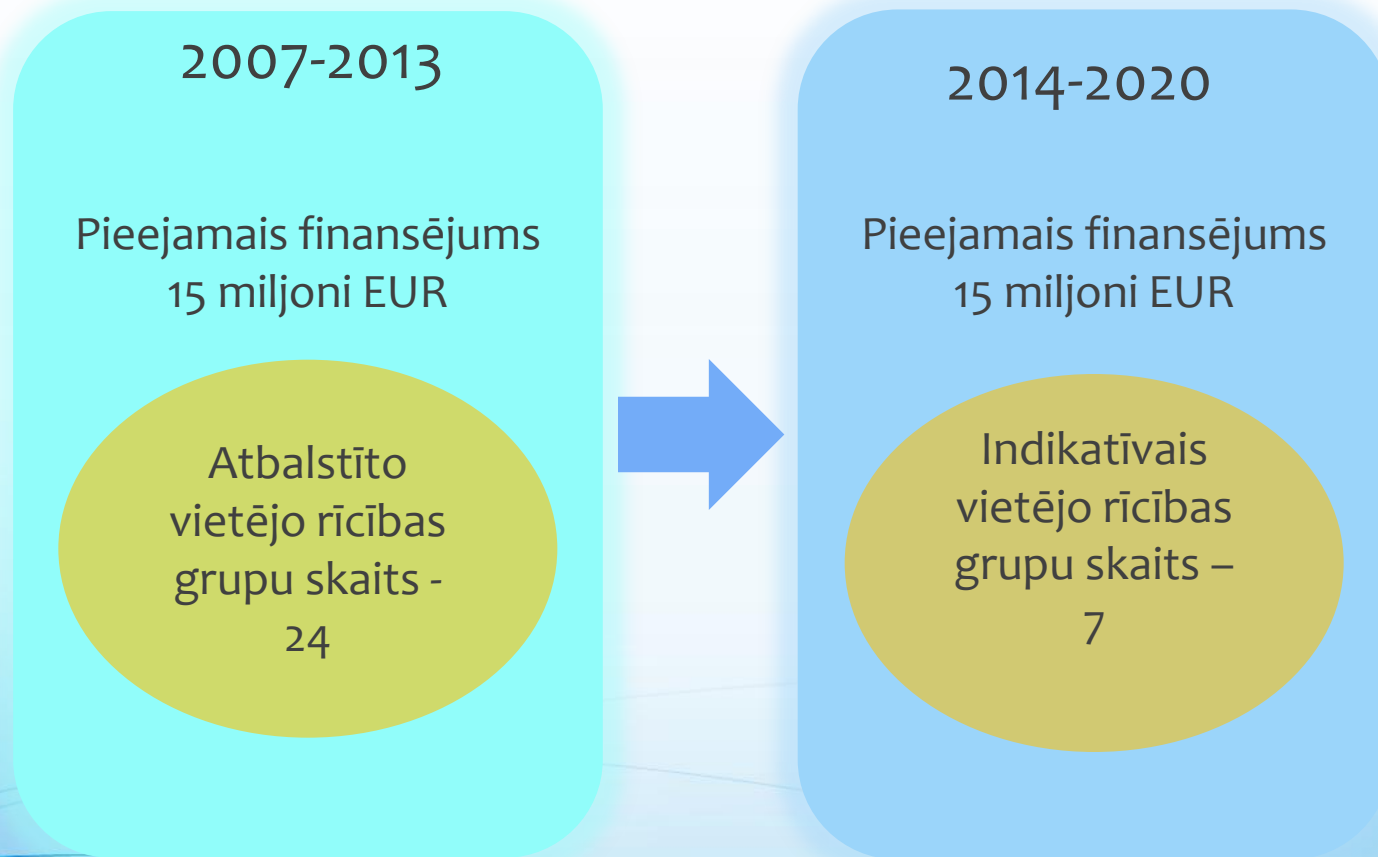 2007-2013
Pieejamais finansējums
15 miljoni EUR
Atbalstīto
vietējo rīcības
grupu skaits -
24
2014-2020
Pieejamais finansējums
15 miljoni EUR
Indikatīvais
vietējo rīcības
grupu skaits –
7